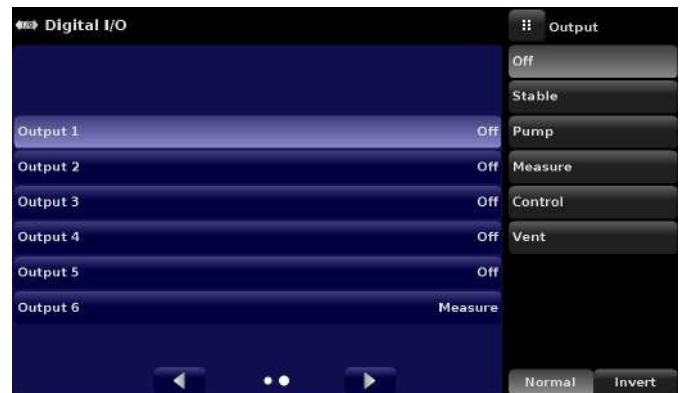 Digital I/O
Output 1 Off
Output 2 Off
Output 3 Off
Output 4 Off
Output 5 Off
Output 6 Measure
Output
Off
Stable
Pump
Measure
Control
Vent
Normal Invert